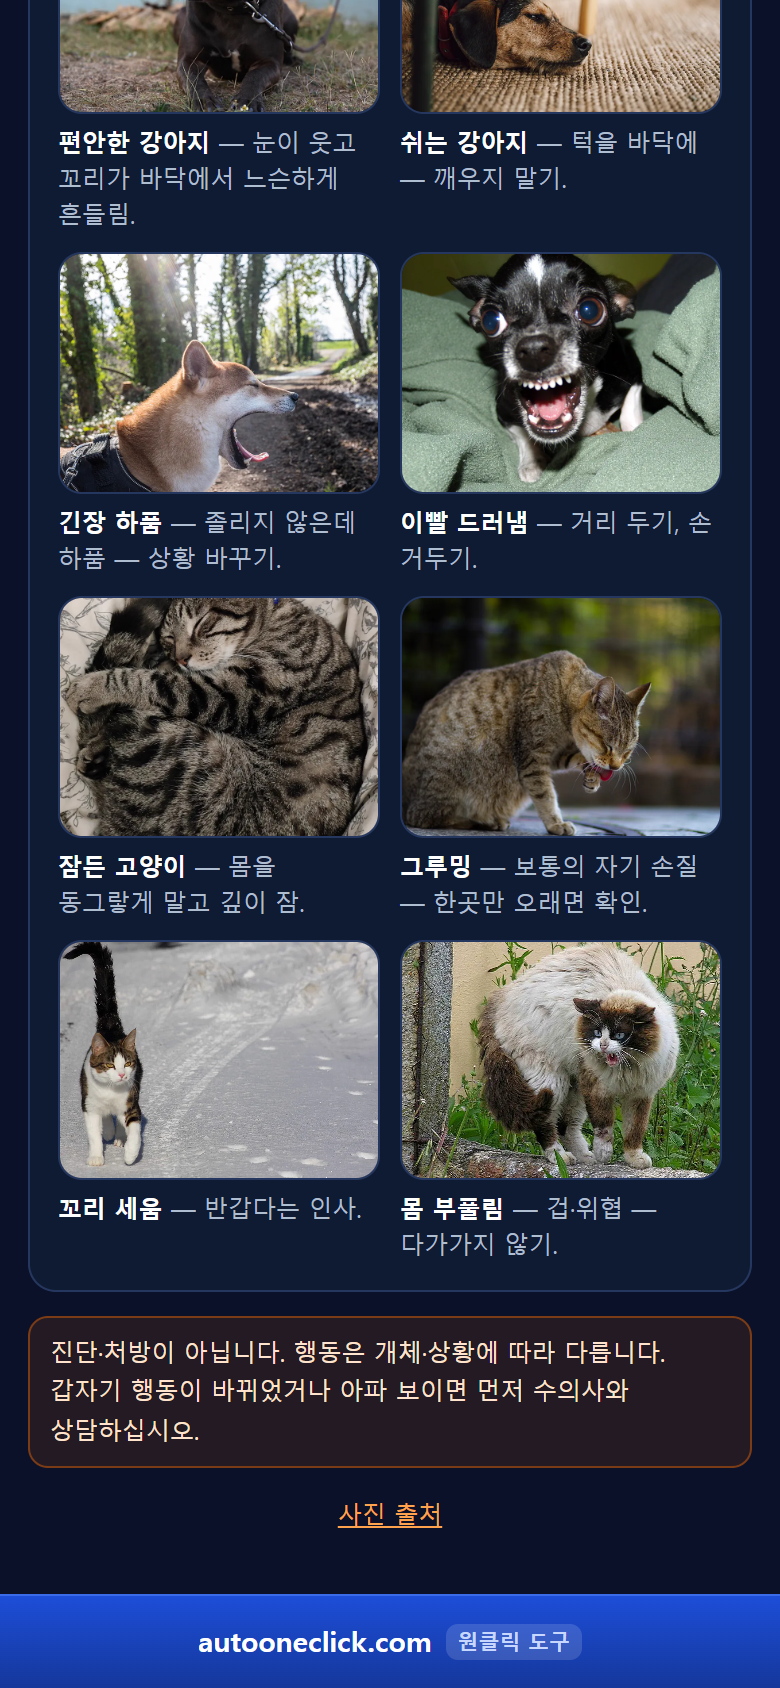 편안한 강아지 — 눈이 웃고
꼬리가 바닥에서 느슨하게
흔들림.
쉬는 강아지 — 턱을 바닥에
— 깨우지 말기.
긴장 하품 — 졸리지 않은데
하품 — 상황 바꾸기.
이빨 드러냄 — 거리 두기, 손
거두기.
잠든 고양이 — 몸을
동그랗게 말고 깊이 잠.
그루밍 — 보통의 자기 손질
— 한곳만 오래면 확인.
꼬리 세움 — 반갑다는 인사.
몸 부풀림 — 겁·위협 —
다가가지 않기.
진단·처방이 아닙니다. 행동은 개체·상황에 따라 다릅니다.
갑자기 행동이 바뀌었거나 아파 보이면 먼저 수의사와
상담하십시오.
사진 출처
autooneclick.com 원클릭 도구